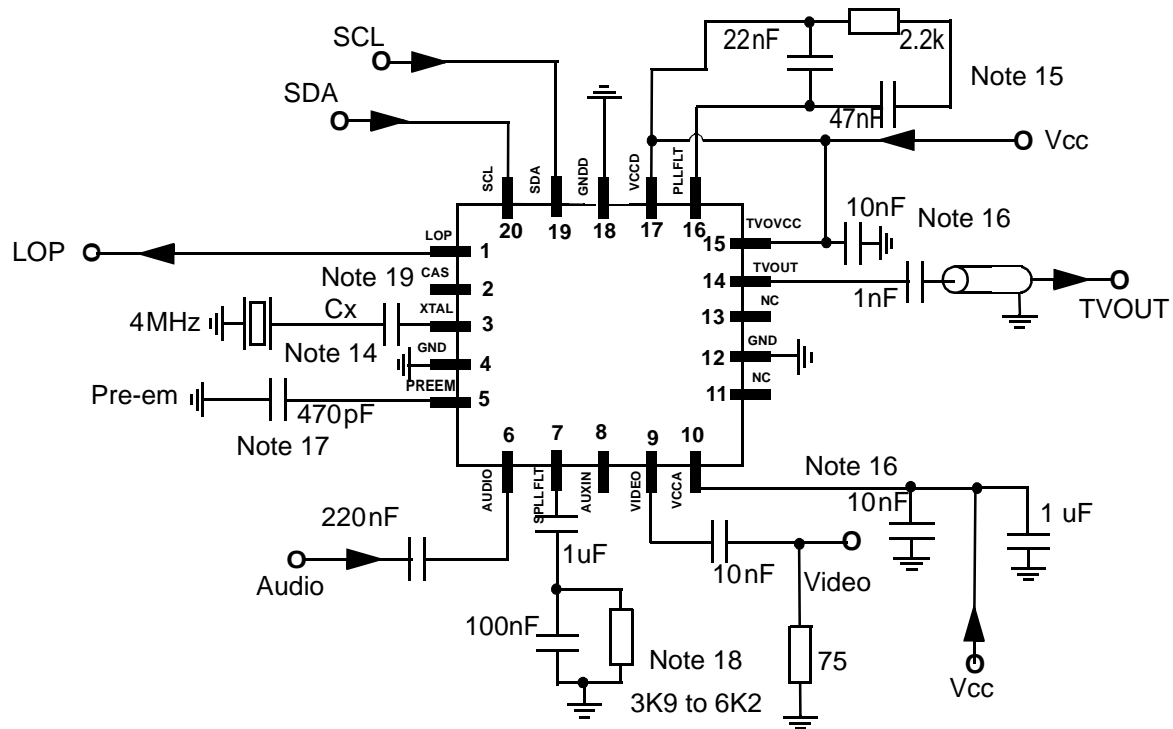 SCL
22nF
2.2k
SDA
Note 15
47nF
Vcc
SCL
SDA
GNDD
VCCD
PLLFLT
20
19
18
17
16
10nF
Note 16
LOP
LOP
1
15
TVOVCC
Note 19
CAS
2
14
TVOUT
1nF
TVOUT
4MHz
Cx
XTAL
3
13
NC
Note 14
GND
4
12
GND
Pre-em
PREEM
5
11
NC
470pF
Note 17
6
7
8
9
10
AUDIO
SPLLFLT
AUXIN
VIDEO
VCCA
Note 16
10nF
1 uF
220nF
Audio
1uF
10nF
Video
100nF
Note 18
3K9 to 6K2
75
Vcc